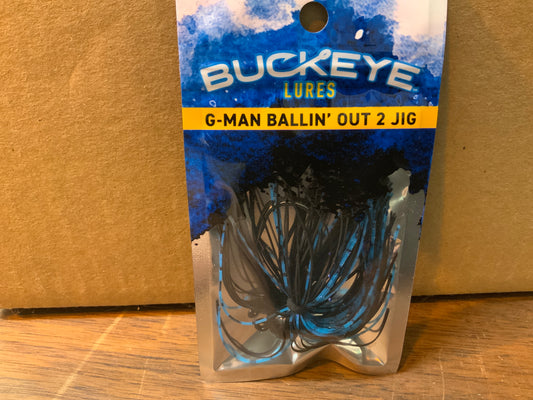 BUCKEYE
LURES
G-MAN BALLIN' OUT 2 JIG